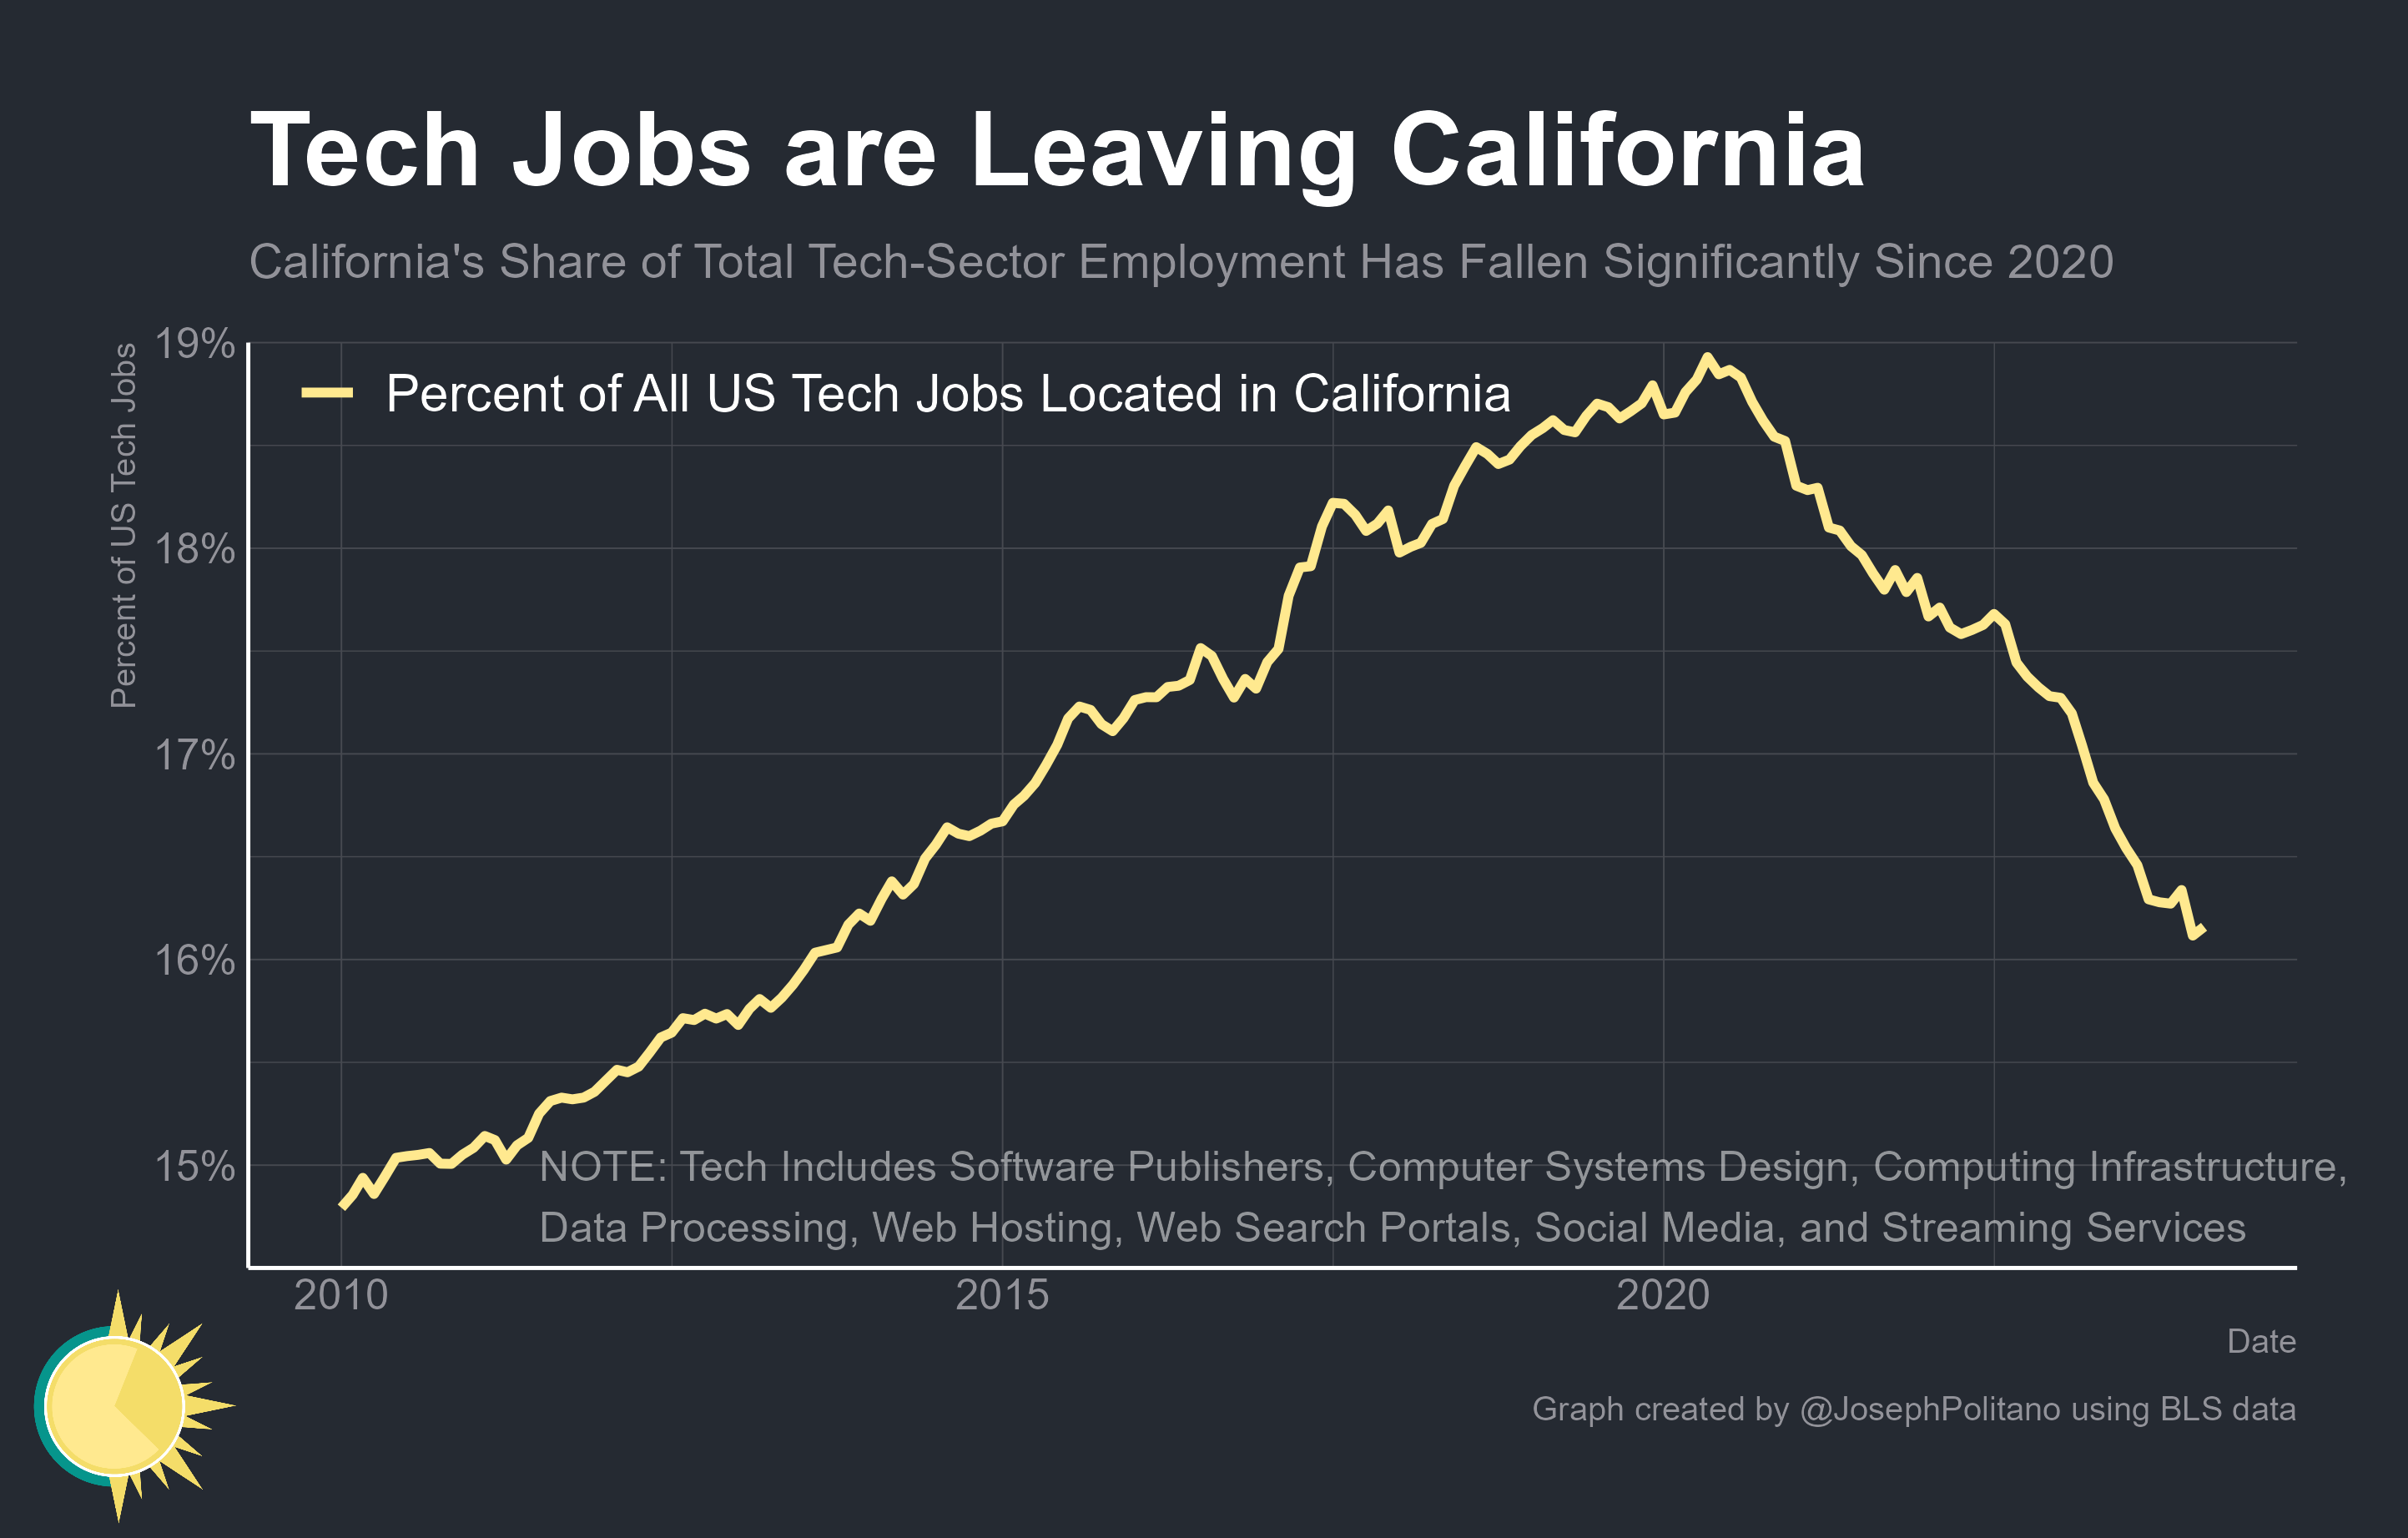 Tech Jobs are Leaving California
California's Share of Total Tech-Sector Employment Has Fallen Significantly Since 2020
Percent of US Tech Jobs
19%
18%
17%
16%
15%
Percent of All US Tech Jobs Located in California
NOTE: Tech Includes Software Publishers, Computer Systems Design, Computing Infrastructure,
Data Processing, Web Hosting, Web Search Portals, Social Media, and Streaming Services
2010
2015
2020
Date
Graph created by @JosephPolitano using BLS data